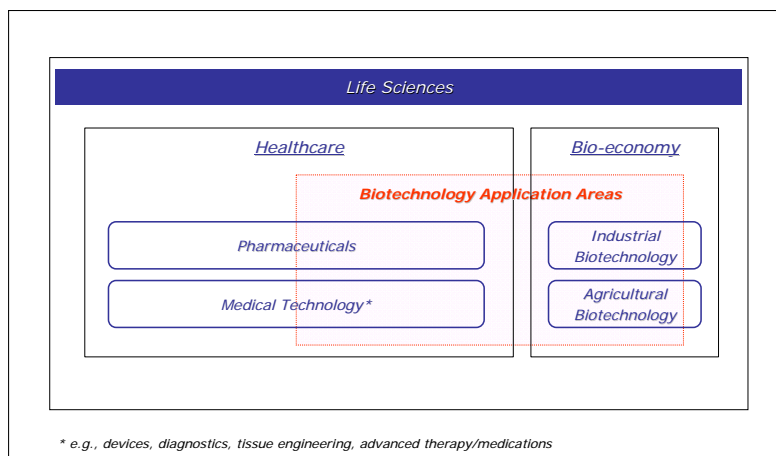 Life Sciences
Healthcare
Bio-economy
Biotechnology Application Areas
Pharmaceuticals
Industrial
Biotechnology
Medical Technology*
Agricultural
Biotechnology
* e.g., devices, diagnostics, tissue engineering, advanced therapy/medications